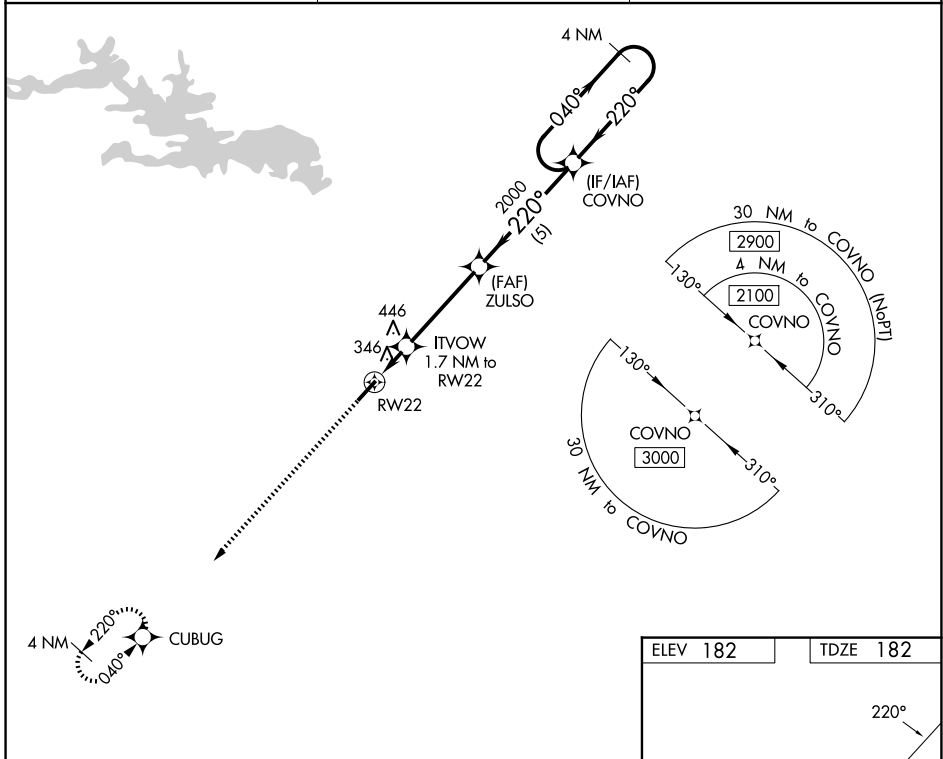 4 NM
040°
220°
(IF/IAF)
COVNO
2000
220°
(5)
(FAF)
ZULSO
446
346
ITVOW
1.7 NM to
RW22
RW22
30 NM to COVNO (NoPT)
2900
4 NM to COVNO
2100
130°
COVNO
310°
130°
COVNO
3000
310°
30 NM to COVNO
4 NM
220°
040°
CUBUG
ELEV 182
TDZE 182
220°